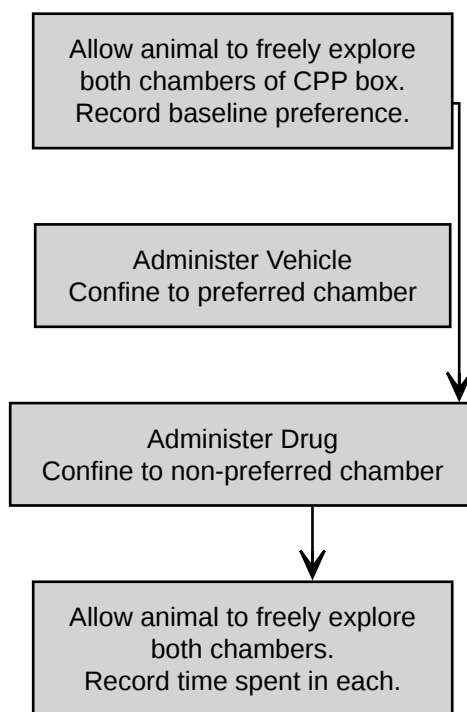 Allow animal to freely explore
both chambers of CPP box.
Record baseline preference.
Administer Vehicle
Confine to preferred chamber
Administer Drug
Confine to non-preferred chamber
Allow animal to freely explore
both chambers.
Record time spent in each.